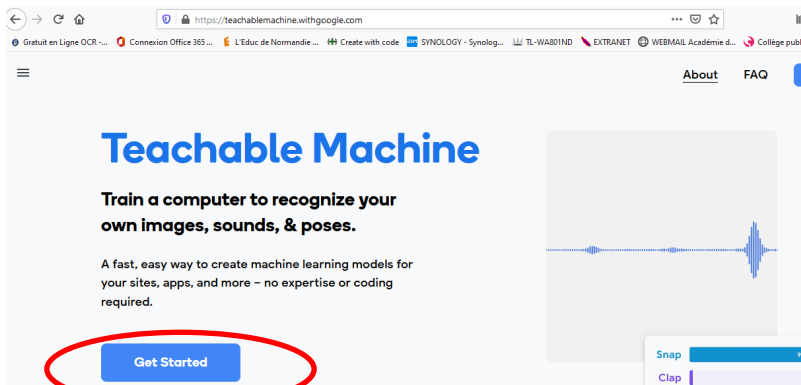 https://teachablemachine.withgoogle.com
Gratuit en Ligne OCR -... Connexion Office 365 ... L'Educ de Normandie ... Create with code SYNOLOGY - Synolog... TL-WA801ND EXTRANET WEBMAIL Académie d... Collège publ
About FAQ
Teachable Machine
Train a computer to recognize your
own images, sounds, & poses.
A fast, easy way to create machine learning models for
your sites, apps, and more – no expertise or coding
required.
Get Started
Snap
Clap